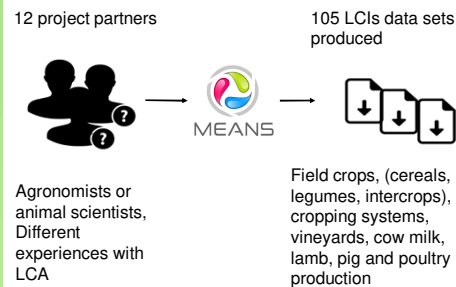 12 project partners
105 LCIs data sets
produced
?
?
MEANS
Agronomists or
animal scientists,
Different
experiences with
LCA
Field crops, (cereals,
legumes, intercrops),
cropping systems,
vineyards, cow milk,
lamb, pig and poultry
production